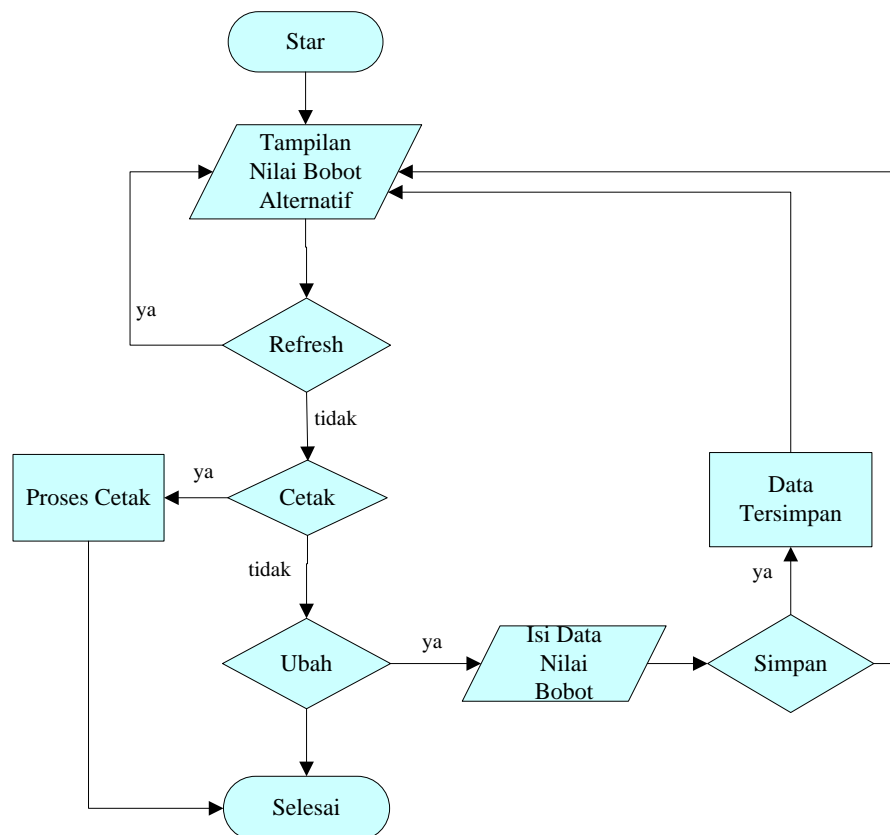 Star
Tampilan
Nilai Bobot
Alternatif
ya
Refresh
tidak
Proses Cetak
ya
Cetak
Data
Tersimpan
tidak
ya
Ubah
ya
Isi Data
Nilai
Bobot
Simpan
Selesai